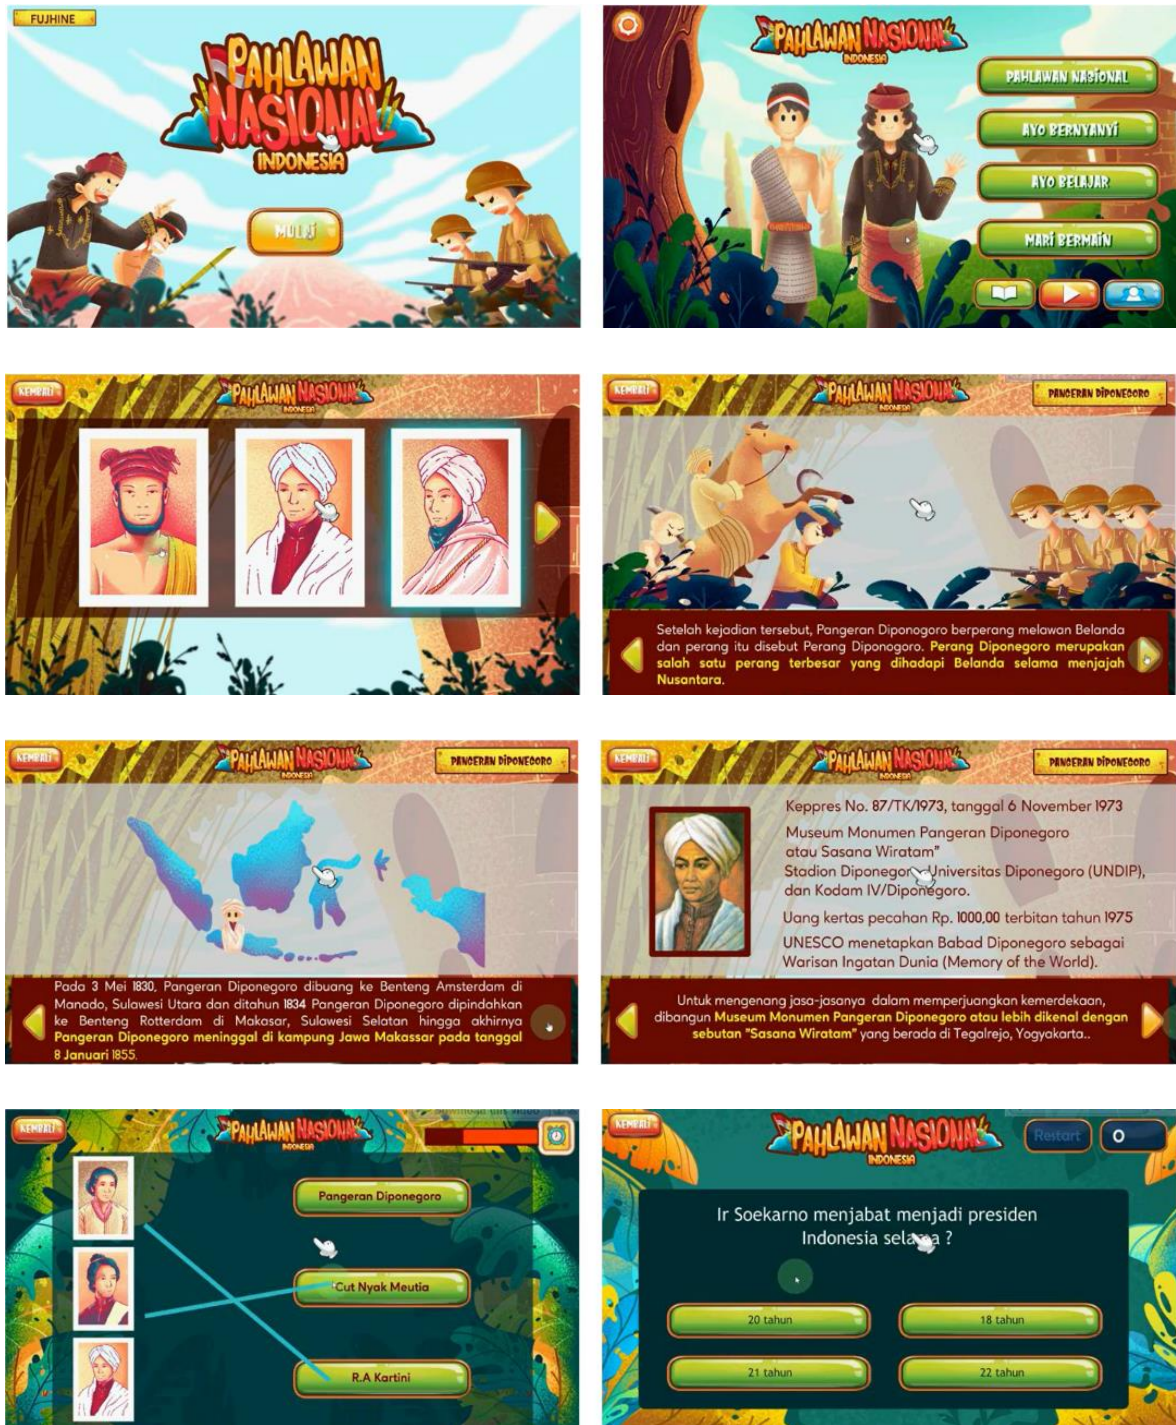 FUJHINE
PAHLAWAN
NASIONAL
INDONESIA
MULAI
PAHLAWAN NASIONAL
INDONESIA
PAHLAWAN NASIONAL
AYO BERNYANYI
AYO BELAJAR
MARI BERMAIN
KEMBALI
PAHLAWAN NASIONAL
INDONESIA
KEMBALI
PAHLAWAN NASIONAL
INDONESIA
PANGERAN DIPONEGORO
Setelah kejadian tersebut, Pangeran Diponogoro berperang melawan Belanda
dan perang itu disebut Perang Diponogoro. Perang Diponegoro merupakan
salah satu perang terbesar yang dihadapi Belanda selama menjajah
Nusantara.
KEMBALI
PAHLAWAN NASIONAL
INDONESIA
PANGERAN DIPONEGORO
Pada 3 Mei 1830, Pangeran Diponegoro dibuang ke Benteng Amsterdam di
Manado, Sulawesi Utara dan ditahun 1834 Pangeran Diponegoro dipindahkan
ke Benteng Rotterdam di Makasar, Sulawesi Selatan hingga akhirnya
Pangeran Diponegoro meninggal di kampung Jawa Makassar pada tanggal
8 Januari 1855.
KEMBALI
PAHLAWAN NASIONAL
INDONESIA
PANGERAN DIPONEGORO
Keppres No. 87/TK/1973, tanggal 6 November 1973
Museum Monumen Pangeran Diponegoro
atau Sasana Wiratam"
Stadion Diponegoro, Universitas Diponegoro (UNDIP),
dan Kodam IV/Diponegoro.
Uang kertas pecahan Rp. 1000,00 terbitan tahun 1975
UNESCO menetapkan Babad Diponegoro sebagai
Warisan Ingatan Dunia (Memory of the World).
Untuk mengenang jasa-jasanya dalam memperjuangkan kemerdekaan,
dibangun Museum Monumen Pangeran Diponegoro atau lebih dikenal dengan
sebutan "Sasana Wiratam" yang berada di Tegalrejo, Yogyakarta..
KEMBALI
PAHLAWAN NASIONAL
INDONESIA
Pangeran Diponegoro
Cut Nyak Meutia
R.A Kartini
KEMBALI
PAHLAWAN NASIONAL
INDONESIA
Restart
0
Ir Soekarno menjabat menjadi presiden
Indonesia selama ?
20 tahun
18 tahun
21 tahun
22 tahun